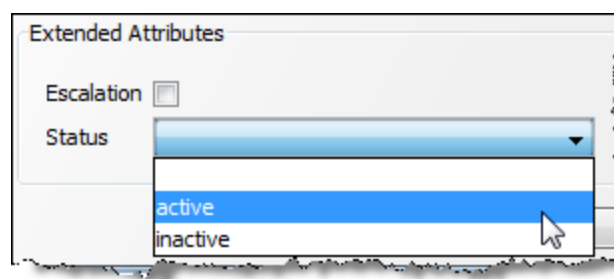 Extended Attributes
Escalation
Status
active
inactive